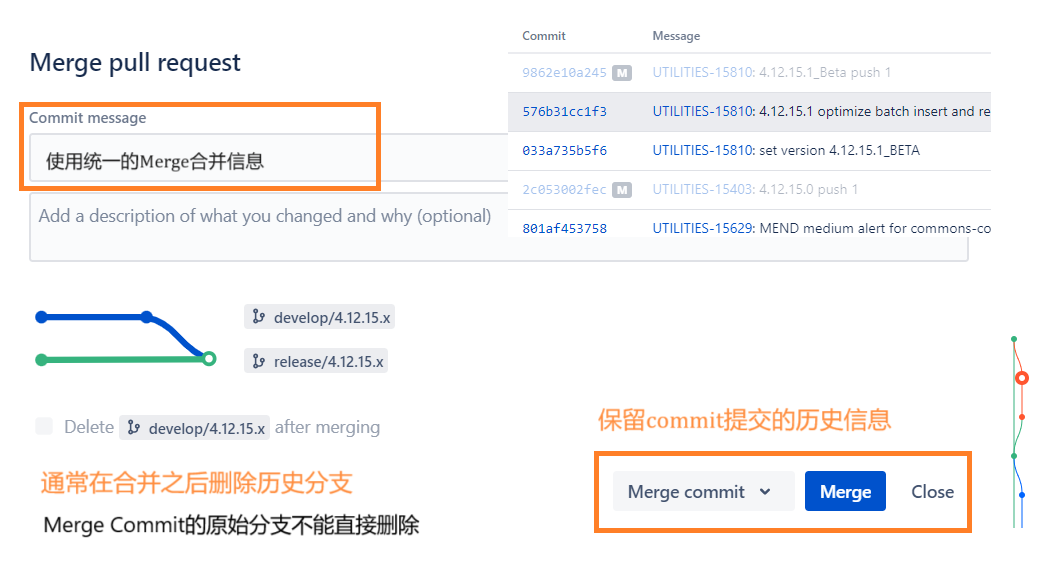 Merge pull request
Commit message
使用统一的Merge合并信息
Add a description of what you changed and why (optional)
Commit Message
9862e10a245 M UTILITIES-15810: 4.12.15.1_Beta push 1
576b31cc1f3 UTILITIES-15810: 4.12.15.1 optimize batch insert and re
033a735b5f6 UTILITIES-15810: set version 4.12.15.1_BETA
2c053002fec M UTILITIES-15403: 4.12.15.0 push 1
801af453758 UTILITIES-15629: MEND medium alert for commons-co
develop/4.12.15.x
release/4.12.15.x
Delete develop/4.12.15.x after merging
通常在合并之后删除历史分支
Merge Commit的原始分支不能直接删除
保留commit提交的历史信息
Merge commit Merge Close